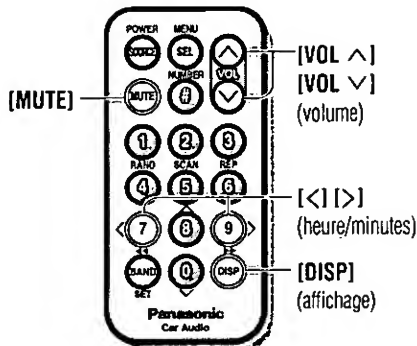 POWER MENU
SOURCE SEL
[VOL ∧]
[VOL ∨]
(volume)
NUMBER VOL
[MUTE]
MUTE #
1 2 3
RAND SCAN REP
4 5 6
[<] [>]
(heure/minutes)
7 8 9
BAND 0 DISP
SET
[DISP]
(affichage)
Panasonic
Car Audio